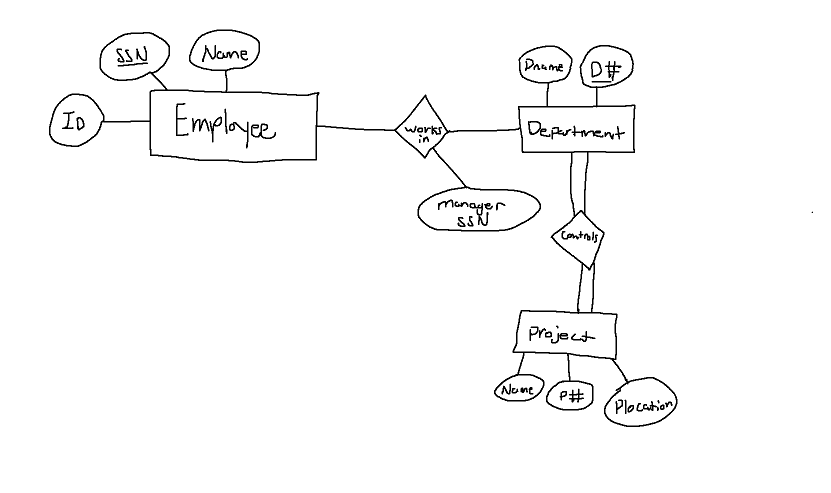 SSN
Name
ID
Employee
works
in
manager
SSN
Dname
D#
Department
Controls
Project
Name
P#
Plocation